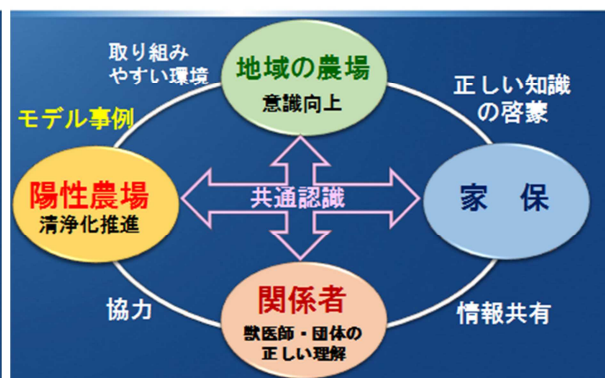 取り組み
やすい環境
地域の農場
意識向上
正しい知識
の啓蒙
モデル事例
陽性農場
清浄化推進
共通認識
家　保
協力
関係者
獣医師・団体の
正しい理解
情報共有